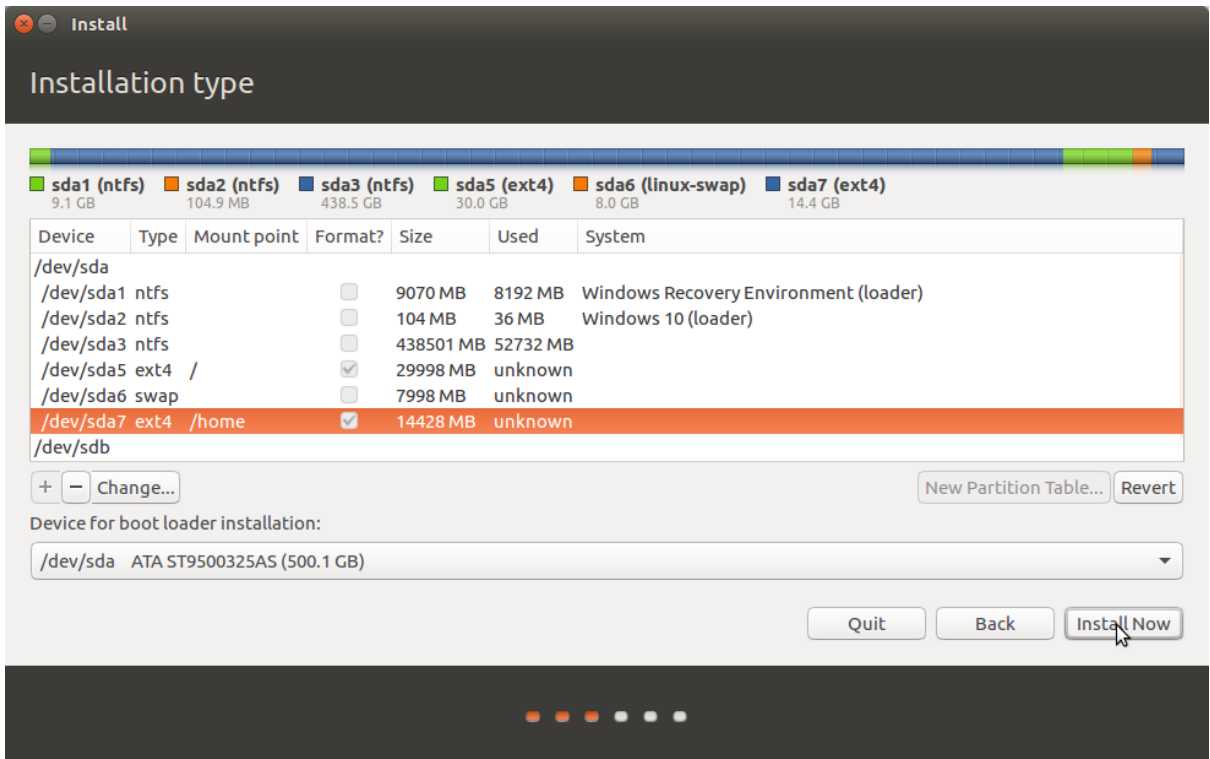 Install
Installation type
sda1 (ntfs) sda2 (ntfs) sda3 (ntfs) sda5 (ext4) sda6 (linux-swap) sda7 (ext4)
9.1 GB 104.9 MB 438.5 GB 30.0 GB 8.0 GB 14.4 GB
Device Type Mount point Format? Size Used System
/dev/sda
/dev/sda1 ntfs 9070 MB 8192 MB Windows Recovery Environment (loader)
/dev/sda2 ntfs 104 MB 36 MB Windows 10 (loader)
/dev/sda3 ntfs 438501 MB 52732 MB
/dev/sda5 ext4 / 29998 MB unknown
/dev/sda6 swap 7998 MB unknown
/dev/sda7 ext4 /home 14428 MB unknown
/dev/sdb
+ − Change... New Partition Table... Revert
Device for boot loader installation:
/dev/sda ATA ST9500325AS (500.1 GB)
Quit Back Install Now